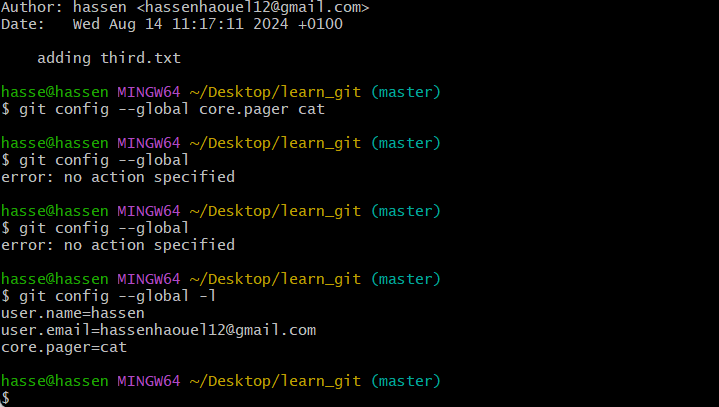 Author: hassen <hassenhaouel12@gmail.com>
Date:   Wed Aug 14 11:17:11 2024 +0100
    adding third.txt
hasse@hassen MINGW64 ~/Desktop/learn_git (master)
$ git config --global core.pager cat
hasse@hassen MINGW64 ~/Desktop/learn_git (master)
$ git config --global
error: no action specified
hasse@hassen MINGW64 ~/Desktop/learn_git (master)
$ git config --global
error: no action specified
hasse@hassen MINGW64 ~/Desktop/learn_git (master)
$ git config --global -l
user.name=hassen
user.email=hassenhaouel12@gmail.com
core.pager=cat
hasse@hassen MINGW64 ~/Desktop/learn_git (master)
$